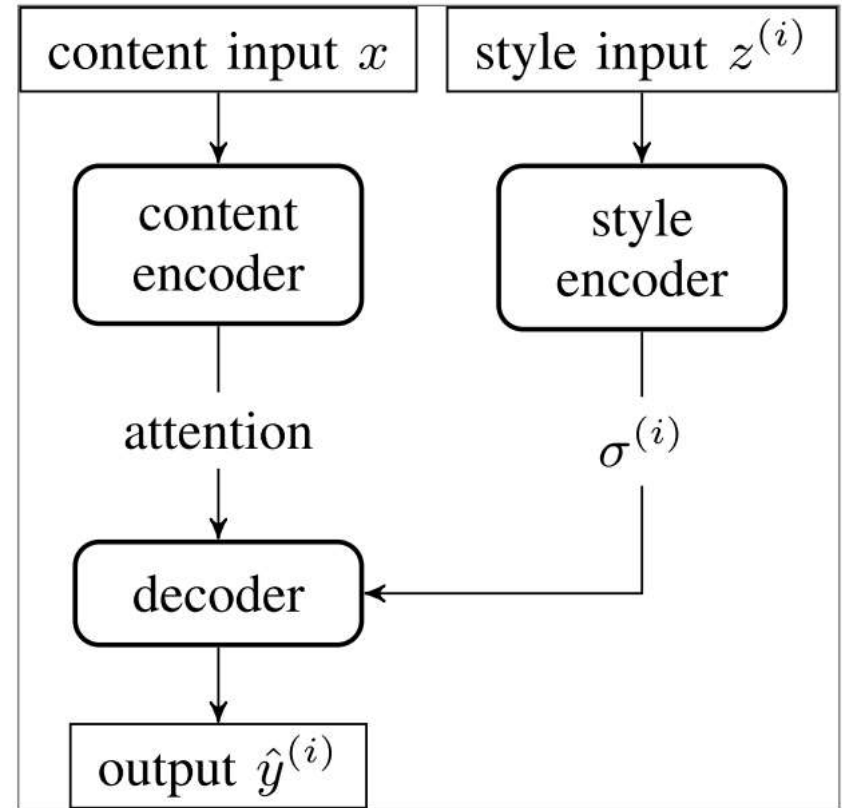 content input x
style input z^(i)
content
encoder
style
encoder
attention
σ^(i)
decoder
output ŷ^(i)